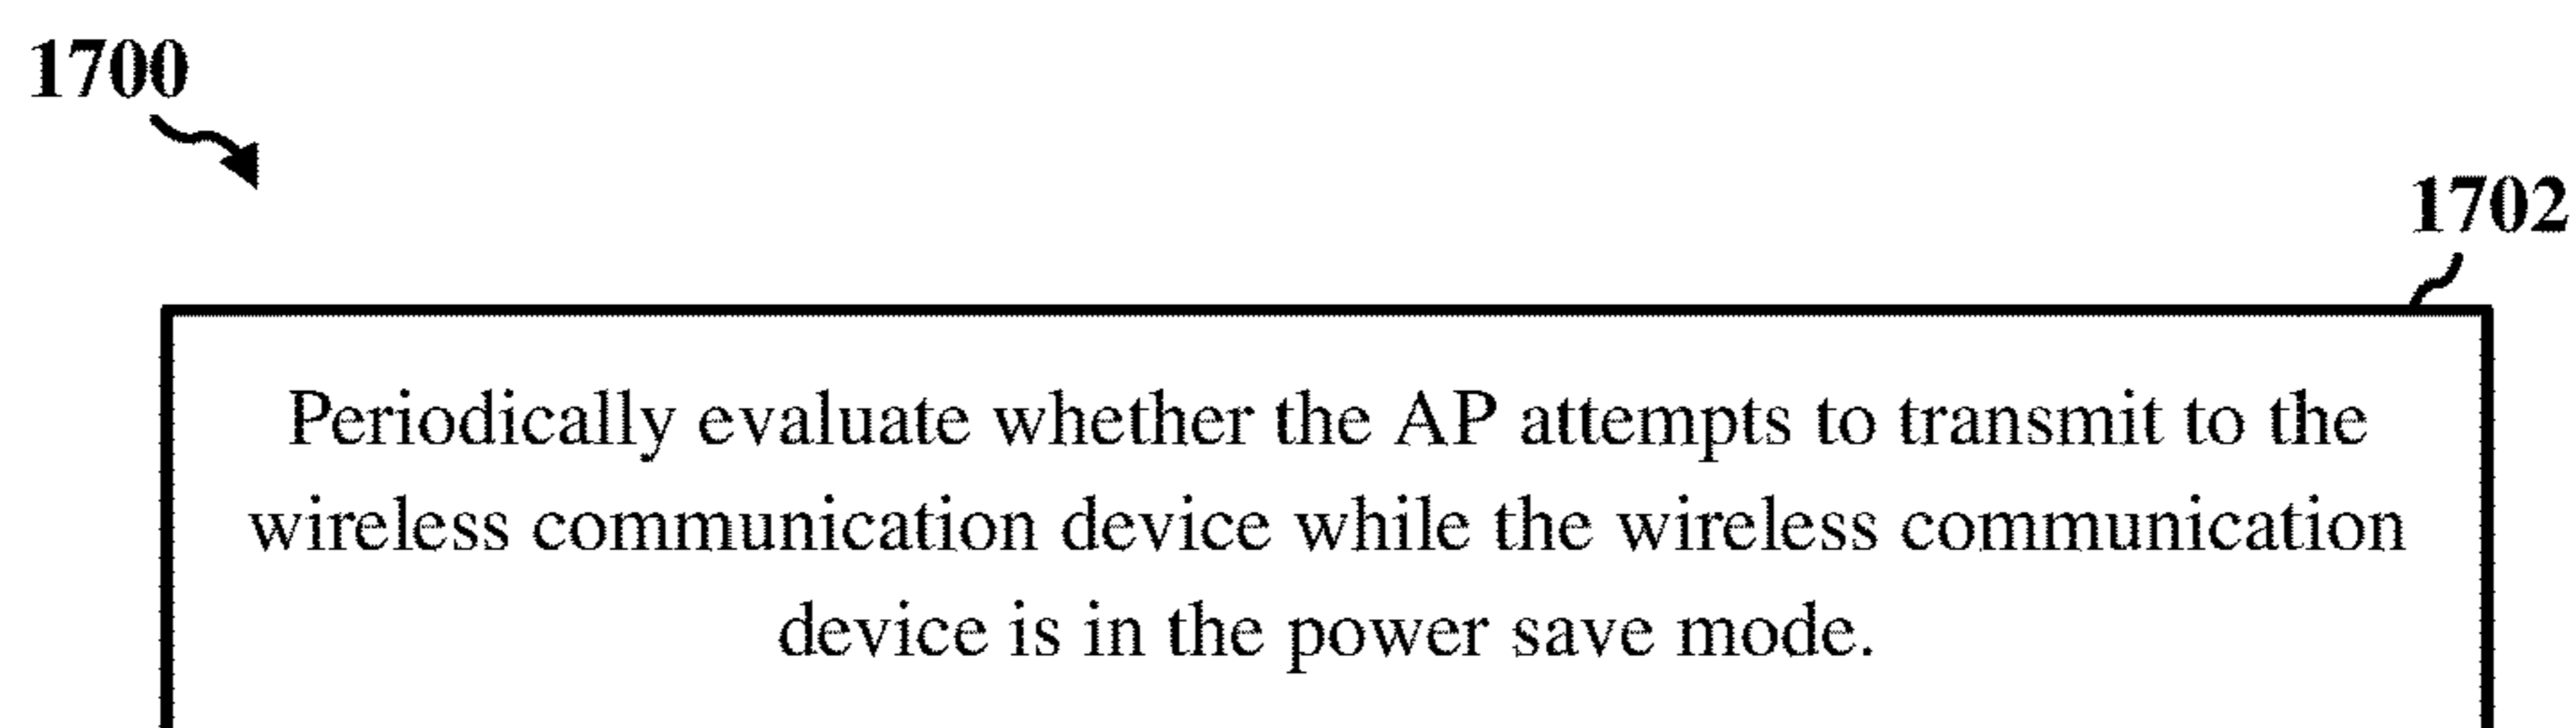 1700
1702
Periodically evaluate whether the AP attempts to transmit to the
wireless communication device while the wireless communication
device is in the power save mode.